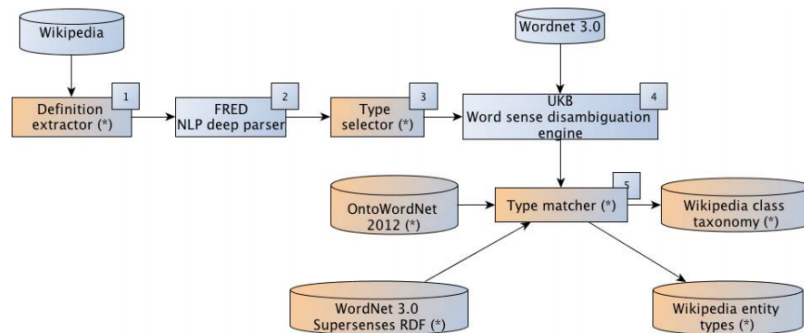 Wikipedia
Wordnet 3.0
1
Definition
extractor (*)
2
FRED
NLP deep parser
3
Type
selector (*)
4
UKB
Word sense disambiguation
engine
5
OntoWordNet
2012 (*)
Type matcher (*)
Wikipedia class
taxonomy (*)
WordNet 3.0
Supersenses RDF (*)
Wikipedia entity
types (*)